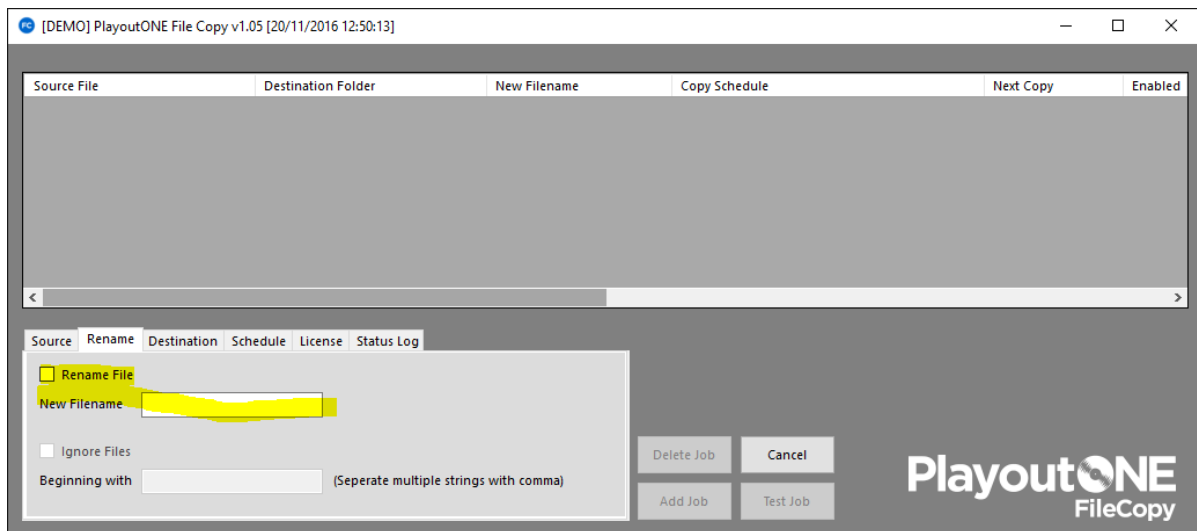 FC [DEMO] PlayoutONE File Copy v1.05 [20/11/2016 12:50:13]
Source File Destination Folder New Filename Copy Schedule Next Copy Enabled
Source Rename Destination Schedule License Status Log
Rename File
New Filename
Ignore Files
Beginning with (Seperate multiple strings with comma)
Delete Job Cancel
Add Job Test Job
PlayoutONE
FileCopy